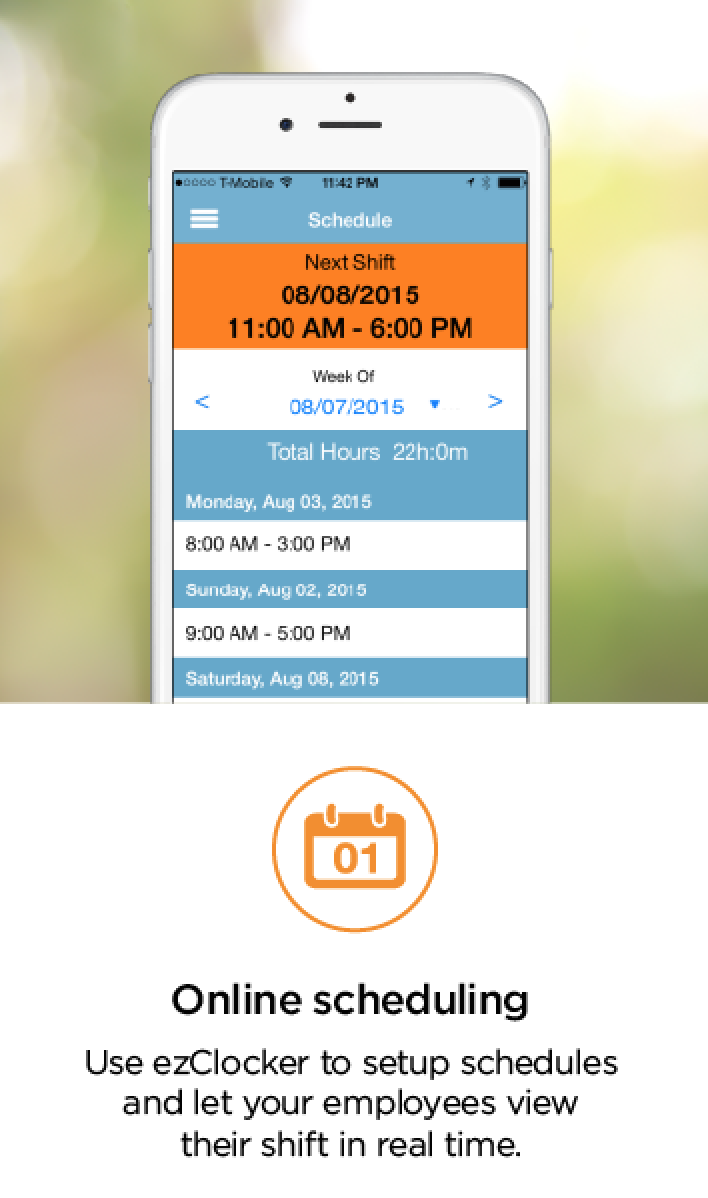 T-Mobile 11:42 PM
Schedule
Next Shift
08/08/2015
11:00 AM - 6:00 PM
Week Of
< 08/07/2015 ▼ >
Total Hours 22h:0m
Monday, Aug 03, 2015
8:00 AM - 3:00 PM
Sunday, Aug 02, 2015
9:00 AM - 5:00 PM
Saturday, Aug 08, 2015
01
Online scheduling
Use ezClocker to setup schedules
and let your employees view
their shift in real time.